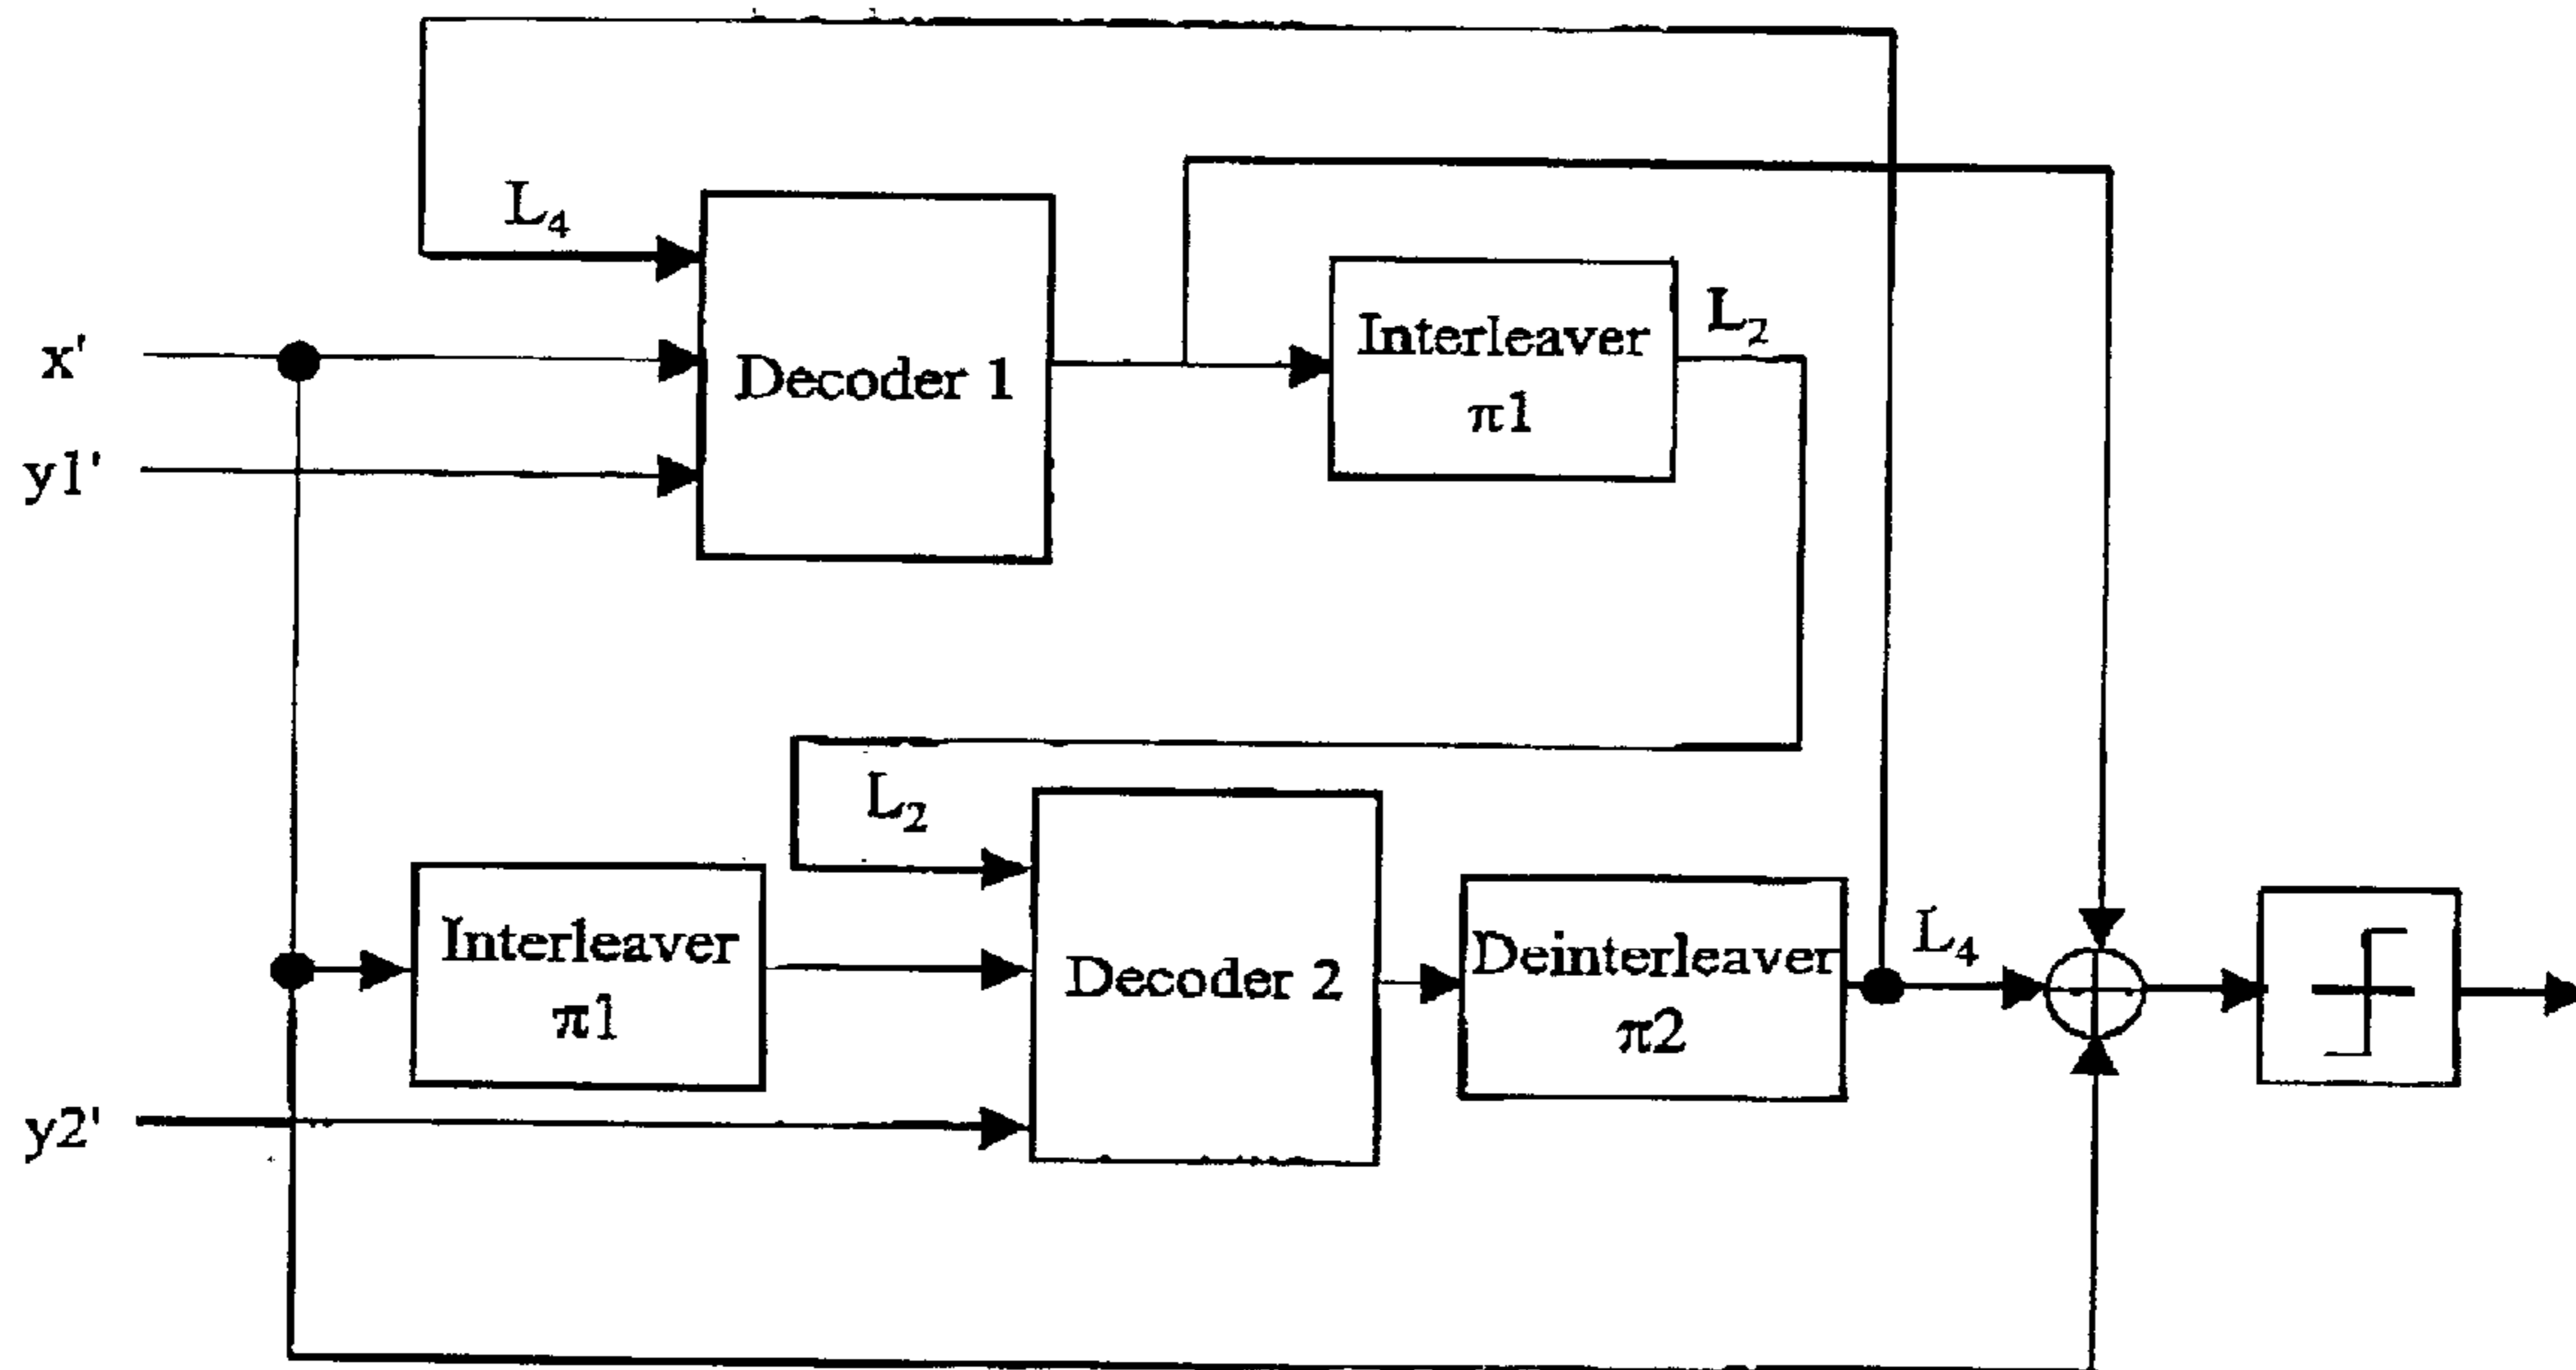 L₄
x'
Decoder 1
Interleaver
π1
L₂
y1'
L₂
Interleaver
π1
Decoder 2
Deinterleaver
π2
L₄
y2'